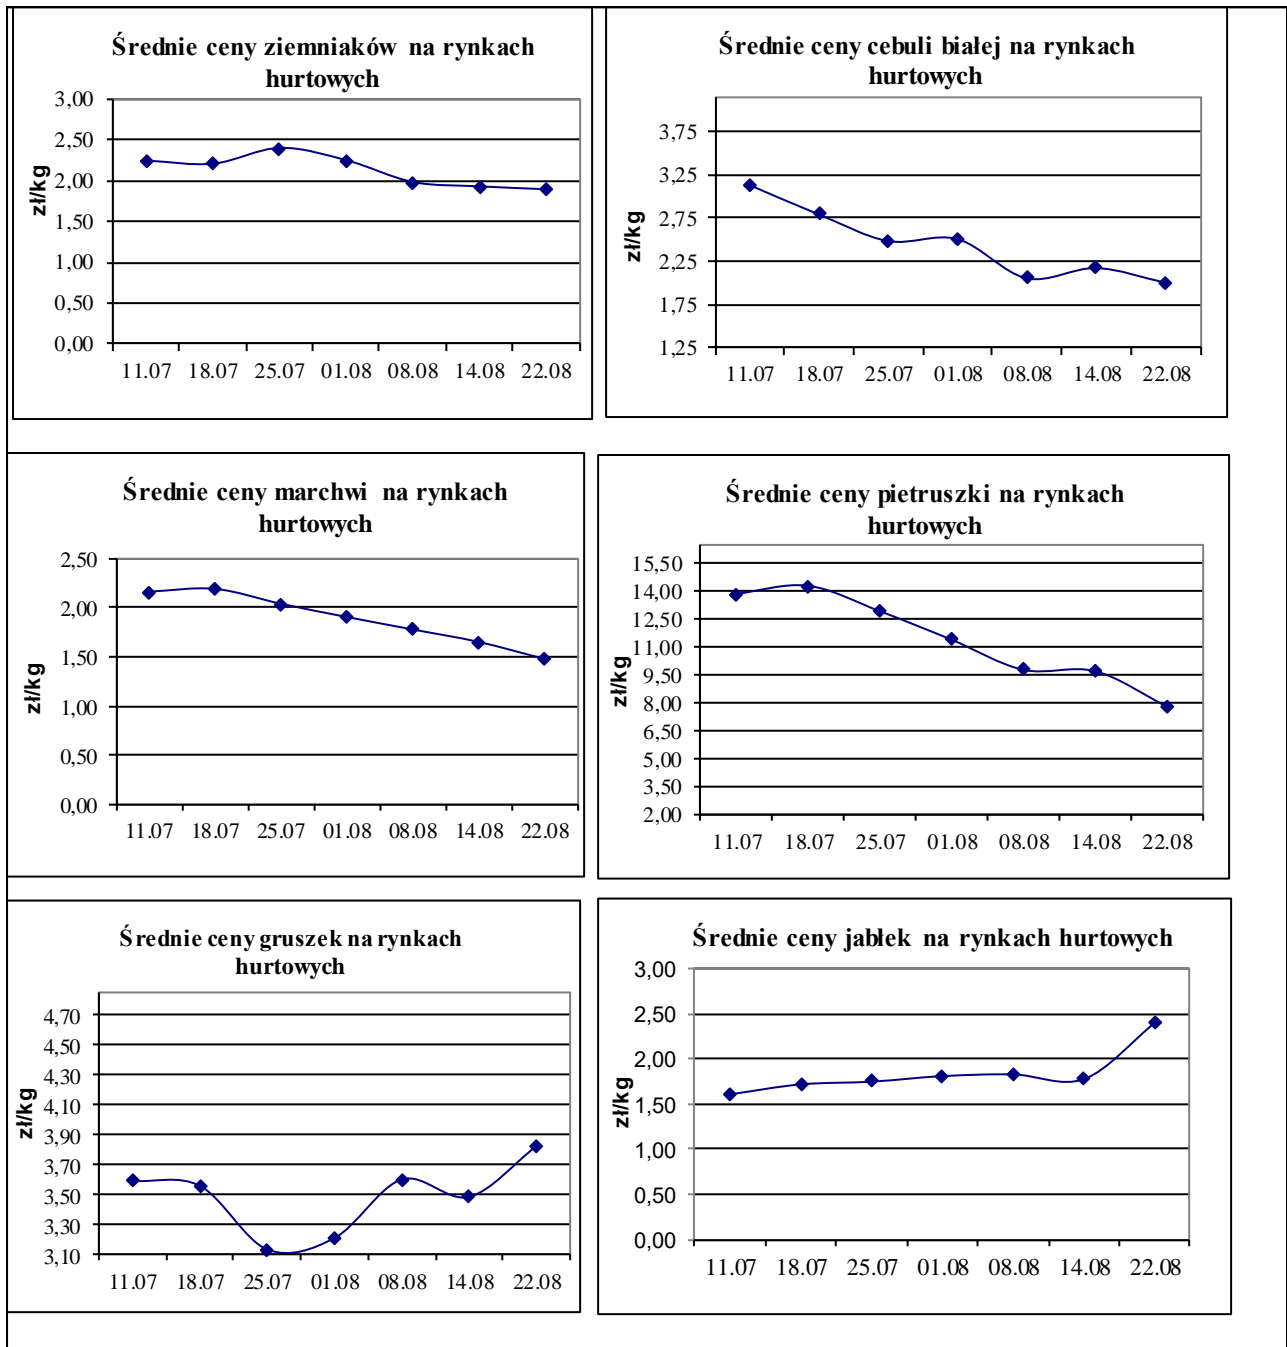 Średnie ceny ziemniaków na rynkach
hurtowych
zł/kg
3,00
2,50
2,00
1,50
1,00
0,50
0,00
11.07 18.07 25.07 01.08 08.08 14.08 22.08
Średnie ceny cebuli białej na rynkach
hurtowych
zł/kg
3,75
3,25
2,75
2,25
1,75
1,25
11.07 18.07 25.07 01.08 08.08 14.08 22.08
Średnie ceny marchwi na rynkach
hurtowych
zł/kg
2,50
2,00
1,50
1,00
0,50
0,00
11.07 18.07 25.07 01.08 08.08 14.08 22.08
Średnie ceny pietruszki na rynkach
hurtowych
zł/kg
15,50
14,00
12,50
11,00
9,50
8,00
6,50
5,00
3,50
2,00
11.07 18.07 25.07 01.08 08.08 14.08 22.08
Średnie ceny gruszek na rynkach
hurtowych
zł/kg
4,70
4,50
4,30
4,10
3,90
3,70
3,50
3,30
3,10
11.07 18.07 25.07 01.08 08.08 14.08 22.08
Średnie ceny jabłek na rynkach hurtowych
zł/kg
3,00
2,50
2,00
1,50
1,00
0,50
0,00
11.07 18.07 25.07 01.08 08.08 14.08 22.08